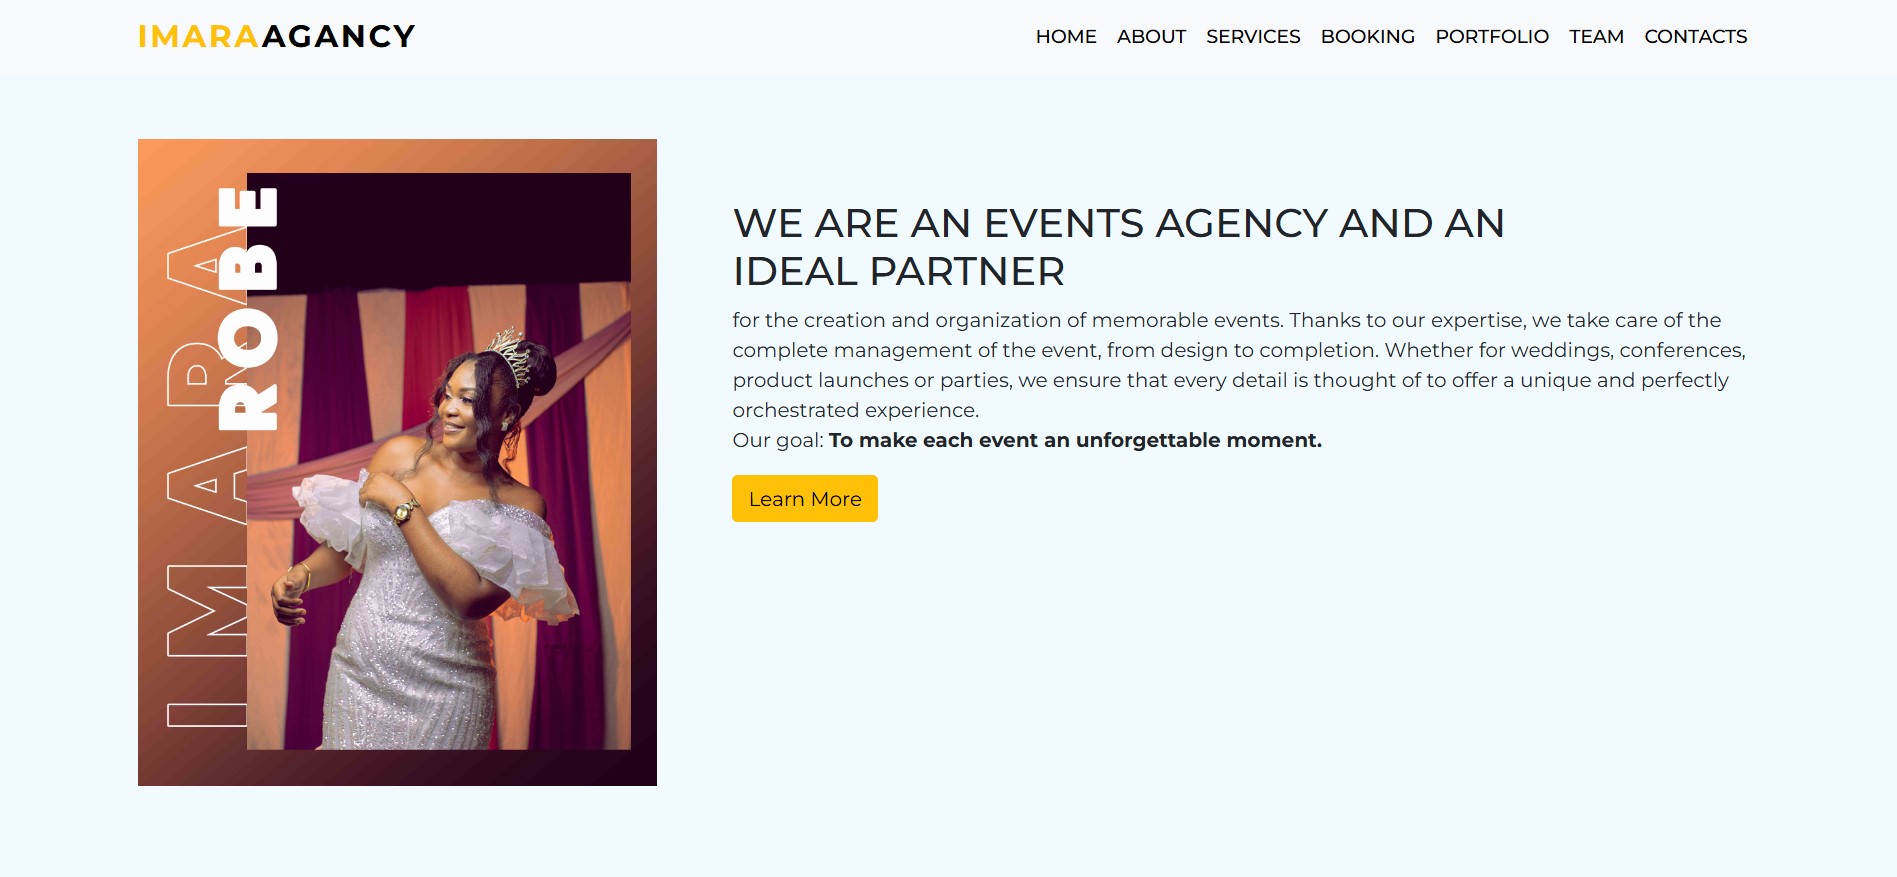 IMARAAGANCY
HOME ABOUT SERVICES BOOKING PORTFOLIO TEAM CONTACTS
IMARA
ROBE
WE ARE AN EVENTS AGENCY AND AN
IDEAL PARTNER
for the creation and organization of memorable events. Thanks to our expertise, we take care of the
complete management of the event, from design to completion. Whether for weddings, conferences,
product launches or parties, we ensure that every detail is thought of to offer a unique and perfectly
orchestrated experience.
Our goal: To make each event an unforgettable moment.
Learn More